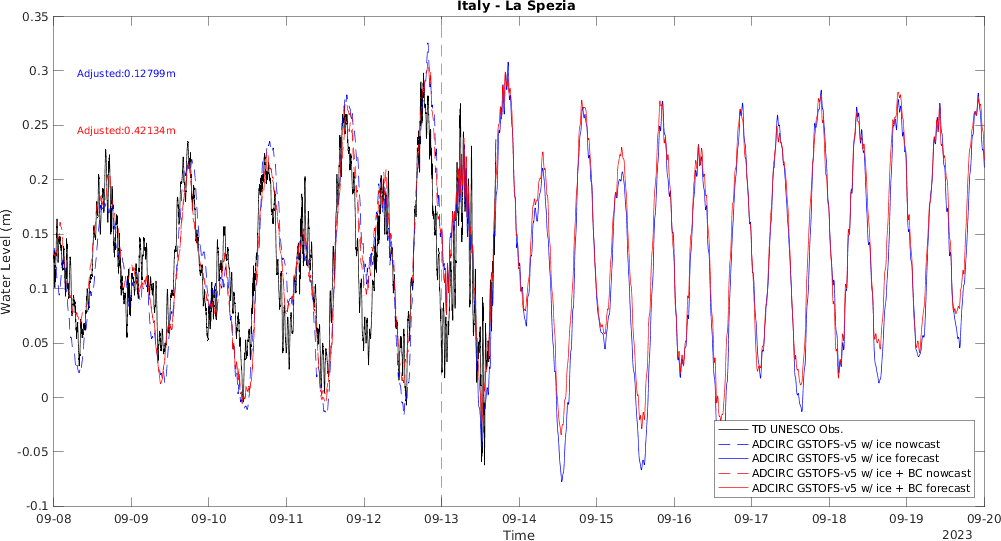 Italy - La Spezia
0.35
0.3
0.25
0.2
0.15
0.1
0.05
0
-0.05
-0.1
Water Level (m)
Adjusted:0.12799m
Adjusted:0.42134m
TD UNESCO Obs.
ADCIRC GSTOFS-v5 w/ ice nowcast
ADCIRC GSTOFS-v5 w/ ice forecast
ADCIRC GSTOFS-v5 w/ ice + BC nowcast
ADCIRC GSTOFS-v5 w/ ice + BC forecast
09-08 09-09 09-10 09-11 09-12 09-13 09-14 09-15 09-16 09-17 09-18 09-19 09-20
Time
2023